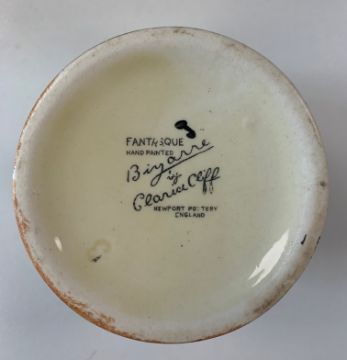 FANTASQUE
HAND PAINTED
Bizarre
by
Clarice Cliff
NEWPORT POTTERY
ENGLAND